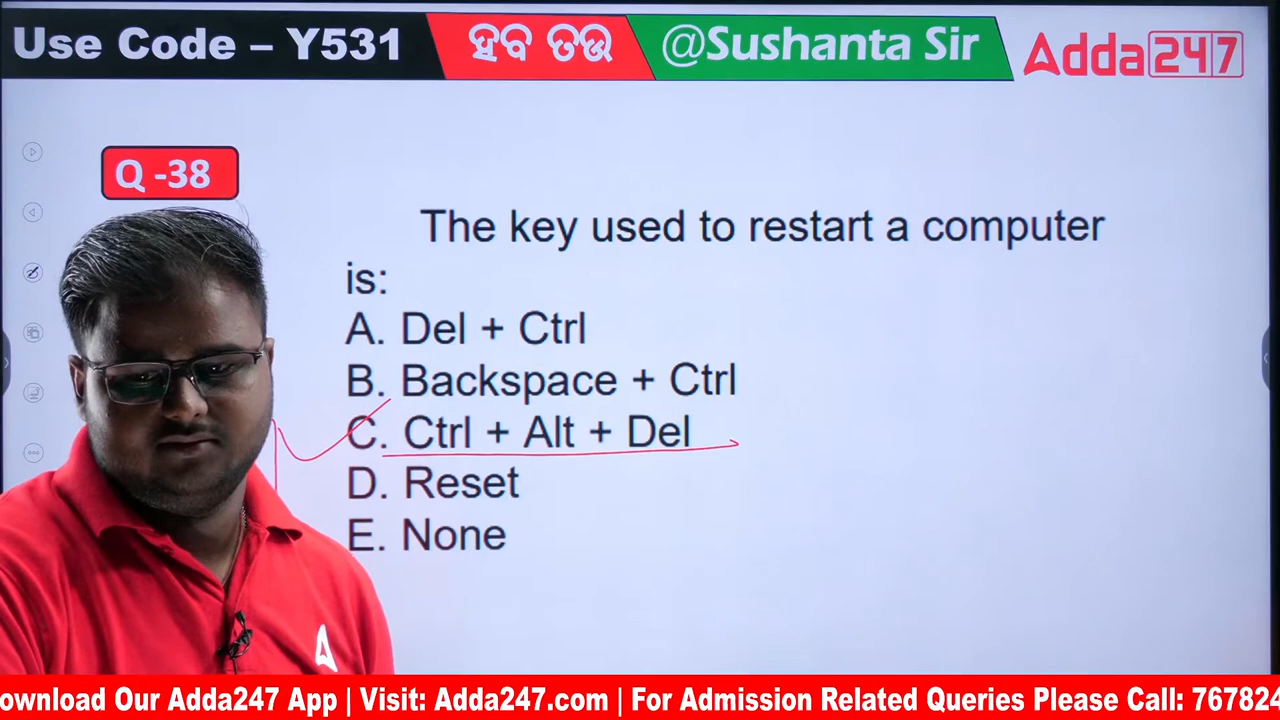 Use Code – Y531
ହବ ତଉ
@Sushanta Sir
Adda247
Q -38
The key used to restart a computer
is:
A. Del + Ctrl
B. Backspace + Ctrl
C. Ctrl + Alt + Del
D. Reset
E. None
ownload Our Adda247 App | Visit: Adda247.com | For Admission Related Queries Please Call: 767824